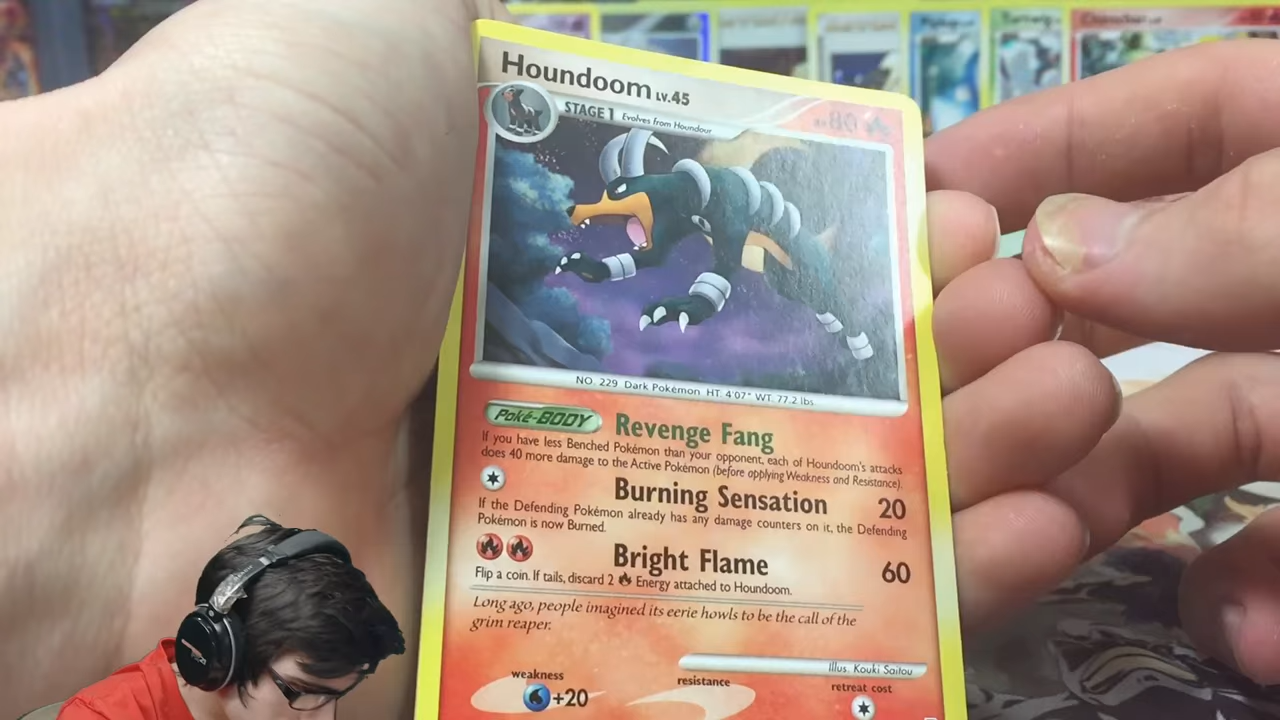 Houndoom LV.45
STAGE 1 Evolves from Houndour
NO. 229 Dark Pokémon HT: 4'07" WT: 77.2 lbs.
Poké-BODY Revenge Fang
If you have less Benched Pokémon than your opponent, each of Houndoom's attacks
does 40 more damage to the Active Pokémon (before applying Weakness and Resistance).
Burning Sensation 20
If the Defending Pokémon already has any damage counters on it, the Defending
Pokémon is now Burned.
Bright Flame 60
Flip a coin. If tails, discard 2 Energy attached to Houndoom.
Long ago, people imagined its eerie howls to be the call of the
grim reaper.
Illus. Kouki Saitou
weakness resistance retreat cost
+20